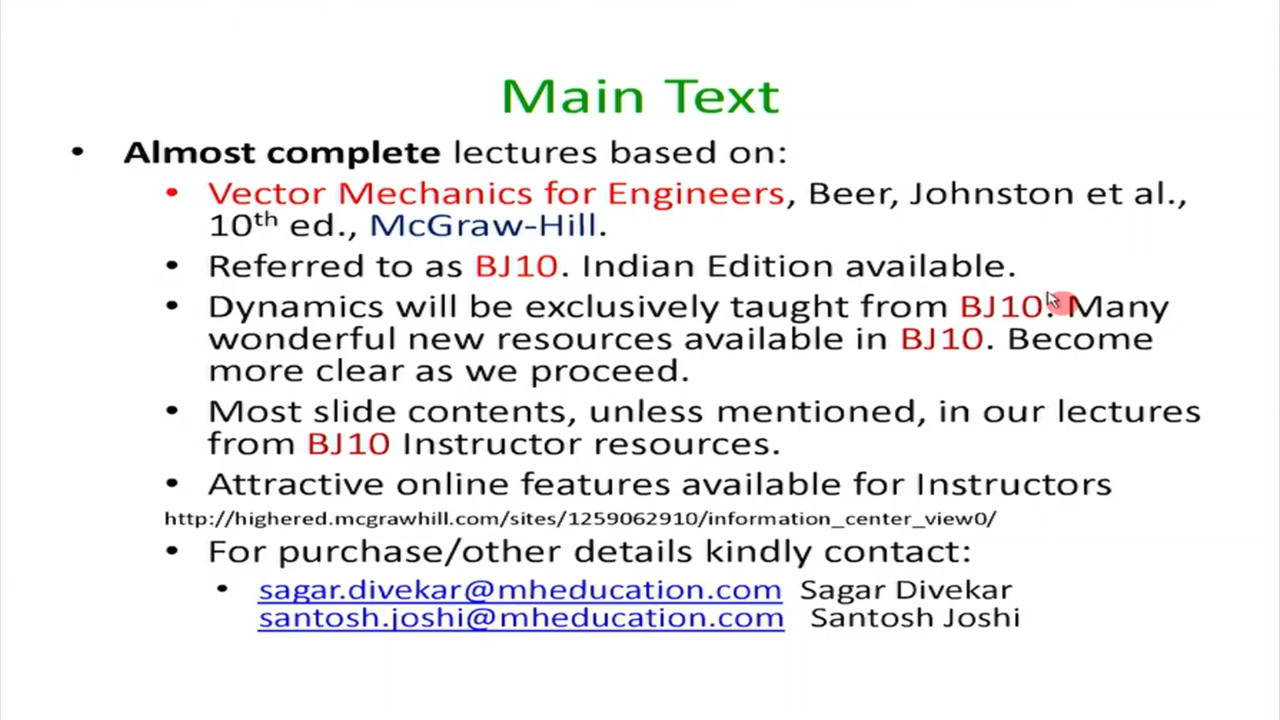 Main Text
• Almost complete lectures based on:
• Vector Mechanics for Engineers, Beer, Johnston et al.,
10th ed., McGraw-Hill.
• Referred to as BJ10. Indian Edition available.
• Dynamics will be exclusively taught from BJ10. Many
wonderful new resources available in BJ10. Become
more clear as we proceed.
• Most slide contents, unless mentioned, in our lectures
from BJ10 Instructor resources.
• Attractive online features available for Instructors
http://highered.mcgrawhill.com/sites/1259062910/information_center_view0/
• For purchase/other details kindly contact:
• sagar.divekar@mheducation.com Sagar Divekar
santosh.joshi@mheducation.com Santosh Joshi